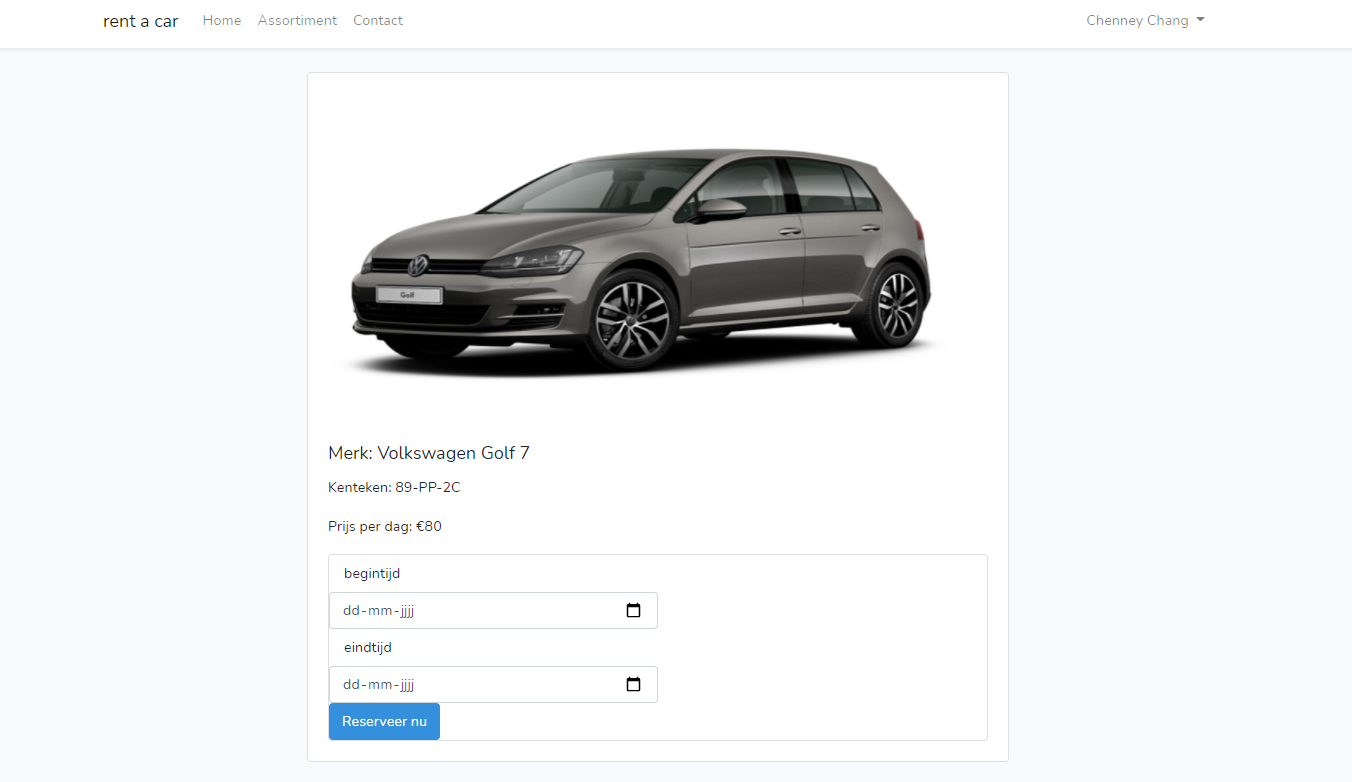 rent a car Home Assortiment Contact Chenney Chang
Golf
Merk: Volkswagen Golf 7
Kenteken: 89-PP-2C
Prijs per dag: €80
begintijd
dd-mm-jjjj
eindtijd
dd-mm-jjjj
Reserveer nu